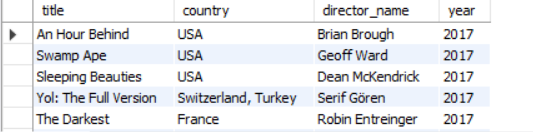 title country director_name year
An Hour Behind USA Brian Brough 2017
Swamp Ape USA Geoff Ward 2017
Sleeping Beauties USA Dean McKendrick 2017
Yol: The Full Version Switzerland, Turkey Serif Gören 2017
The Darkest France Robin Entreinger 2017